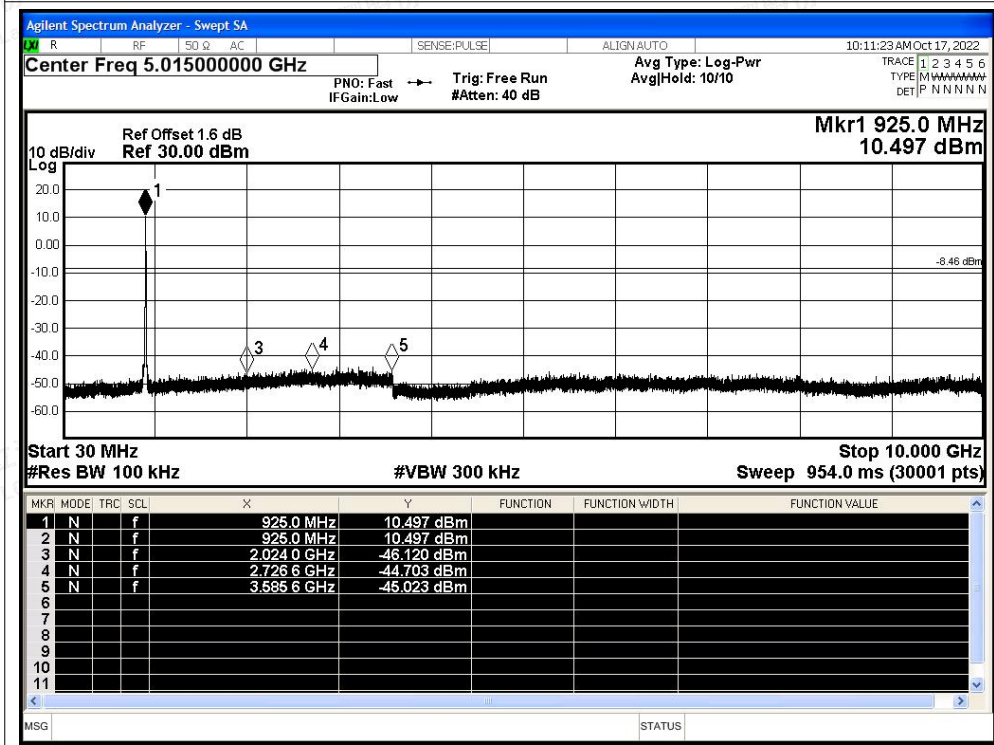 Agilent Spectrum Analyzer - Swept SA
LXI R RF 50 Ω AC SENSE:PULSE ALIGN AUTO 10:11:23 AM Oct 17, 2022
Center Freq 5.015000000 GHz
PNO: Fast
IFGain:Low
Trig: Free Run
#Atten: 40 dB
Avg Type: Log-Pwr
Avg|Hold: 10/10
TRACE 1 2 3 4 5 6
TYPE M
DET P N N N N N
Mkr1 925.0 MHz
10.497 dBm
Ref Offset 1.6 dB
10 dB/div Ref 30.00 dBm
Log
20.0
10.0
0.00
-10.0
-20.0
-30.0
-40.0
-50.0
-60.0
1
3
4
5
-8.46 dBm
Start 30 MHz Stop 10.000 GHz
#Res BW 100 kHz #VBW 300 kHz Sweep 954.0 ms (30001 pts)
MKR MODE TRC SCL X Y FUNCTION FUNCTION WIDTH FUNCTION VALUE
1 N f 925.0 MHz 10.497 dBm
2 N f 925.0 MHz 10.497 dBm
3 N f 2.024 0 GHz -46.120 dBm
4 N f 2.726 6 GHz -44.703 dBm
5 N f 3.585 6 GHz -45.023 dBm
6
7
8
9
10
11
MSG STATUS